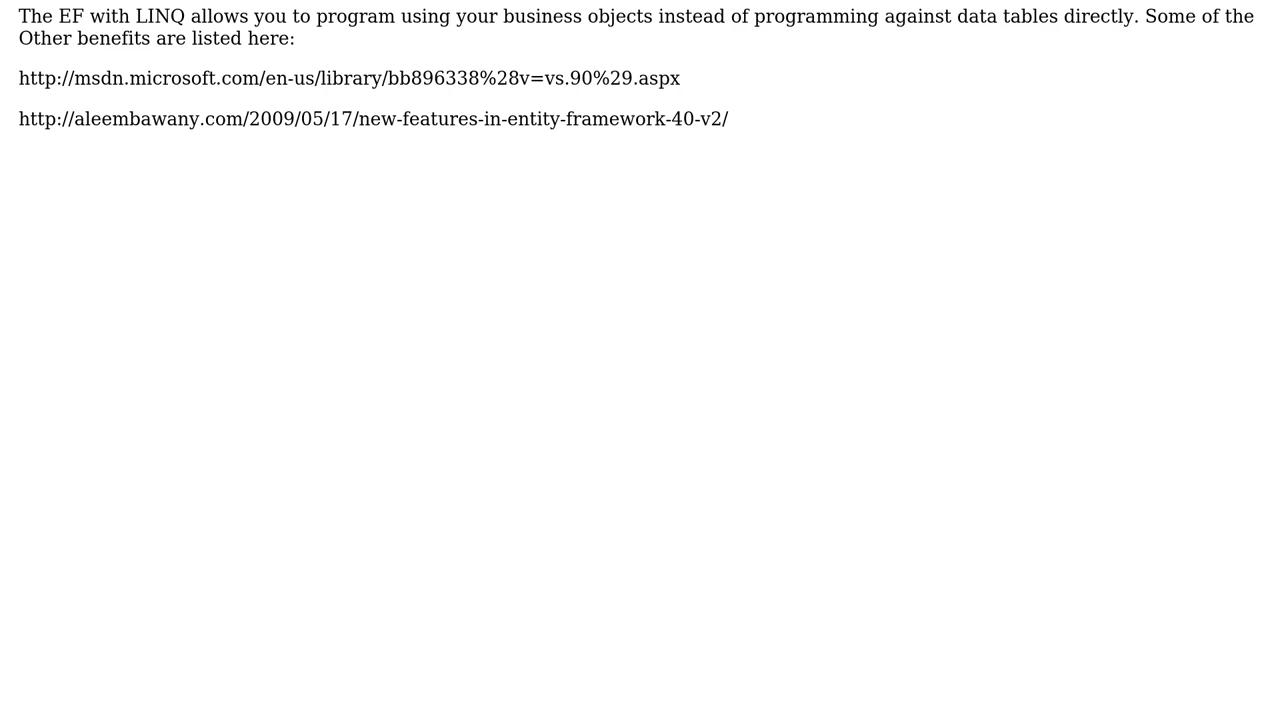 The EF with LINQ allows you to program using your business objects instead of programming against data tables directly. Some of the
Other benefits are listed here:
http://msdn.microsoft.com/en-us/library/bb896338%28v=vs.90%29.aspx
http://aleembawany.com/2009/05/17/new-features-in-entity-framework-40-v2/